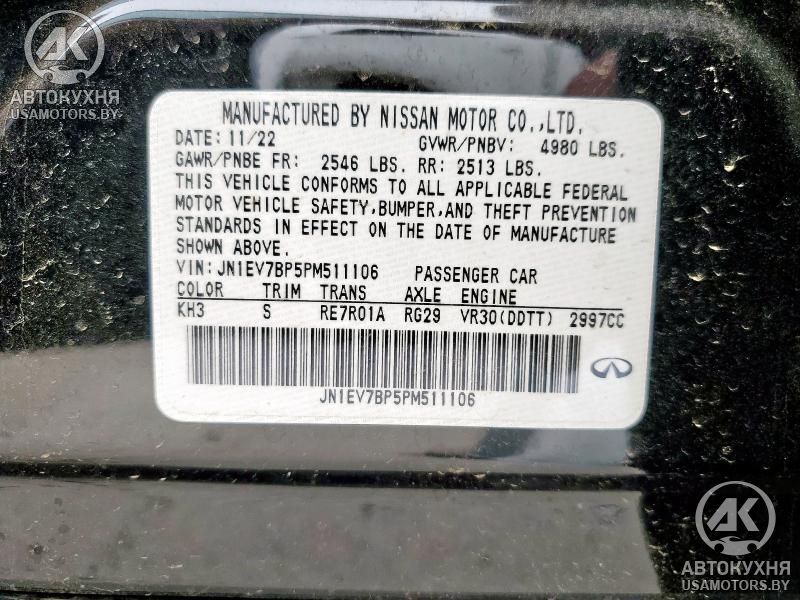 AK
АВТОКУХНЯ
USAMOTORS.BY
MANUFACTURED BY NISSAN MOTOR CO.,LTD.
DATE: 11/22 GVWR/PNBV: 4980 LBS.
GAWR/PNBE FR: 2546 LBS. RR: 2513 LBS.
THIS VEHICLE CONFORMS TO ALL APPLICABLE FEDERAL
MOTOR VEHICLE SAFETY,BUMPER,AND THEFT PREVENTION
STANDARDS IN EFFECT ON THE DATE OF MANUFACTURE
SHOWN ABOVE.
VIN: JN1EV7BP5PM511106 PASSENGER CAR
COLOR TRIM TRANS AXLE ENGINE
KH3 S RE7R01A RG29 VR30(DDTT) 2997CC
JN1EV7BP5PM511106
AK
АВТОКУХНЯ
USAMOTORS.BY